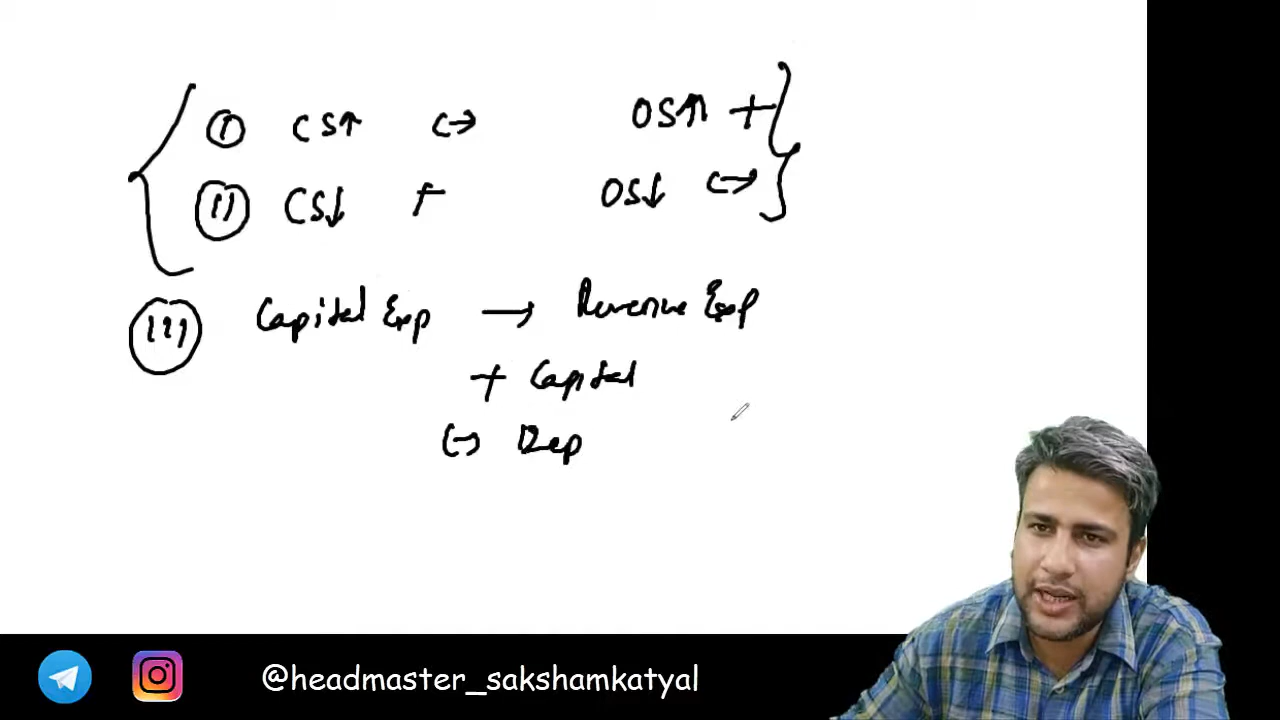 (I) CS↑ (-) OS↑ +
(II) CS↓ + OS↓ (-)
(III) Capital Exp → Revenue Exp
+ Capital
(-) Dep
@headmaster_sakshamkatyal